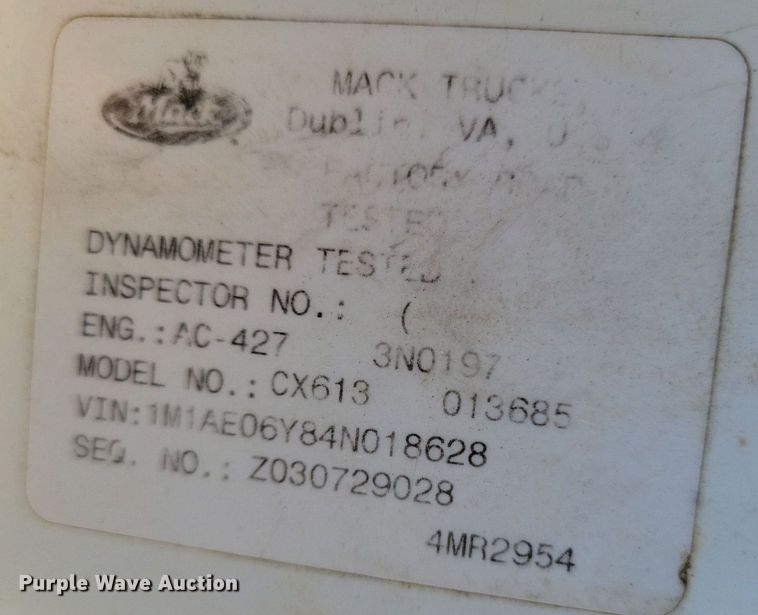 Mack
MACK
Dublin, VA,
TESTED
DYNAMOMETER TESTED
INSPECTOR NO.: (
ENG.:AC-427 3N0197
MODEL NO.: CX613 013685
VIN:1M1AE06Y84N018628
SEQ. NO.: Z030729028
4MR2954
Purple Wave Auction